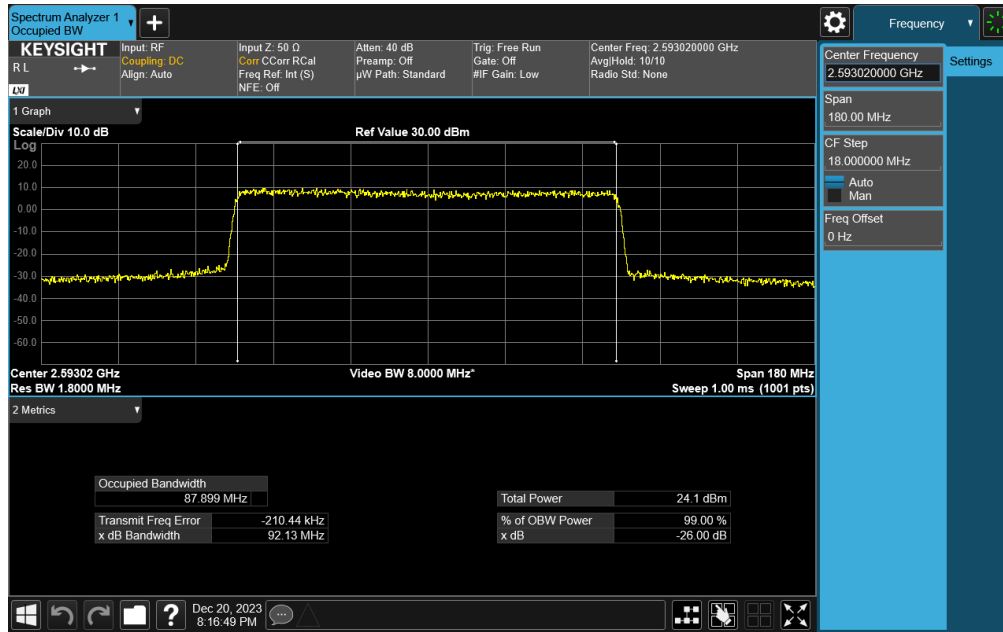 Spectrum Analyzer 1
Occupied BW
Frequency
KEYSIGHT
R L
LXI
Input: RF
Coupling: DC
Align: Auto
Input Z: 50 Ω
Corr CCorr RCal
Freq Ref: Int (S)
NFE: Off
Atten: 40 dB
Preamp: Off
µW Path: Standard
Trig: Free Run
Gate: Off
#IF Gain: Low
Center Freq: 2.593020000 GHz
Avg|Hold: 10/10
Radio Std: None
Center Frequency
2.593020000 GHz
Settings
Span
180.00 MHz
CF Step
18.000000 MHz
Auto
Man
Freq Offset
0 Hz
1 Graph
Scale/Div 10.0 dB
Ref Value 30.00 dBm
Log
20.0
10.0
0.00
-10.0
-20.0
-30.0
-40.0
-50.0
-60.0
Center 2.59302 GHz
Video BW 8.0000 MHz*
Span 180 MHz
Res BW 1.8000 MHz
Sweep 1.00 ms (1001 pts)
2 Metrics
Occupied Bandwidth
87.899 MHz
Total Power 24.1 dBm
Transmit Freq Error -210.44 kHz
% of OBW Power 99.00 %
x dB Bandwidth 92.13 MHz
x dB -26.00 dB
Dec 20, 2023
8:16:49 PM